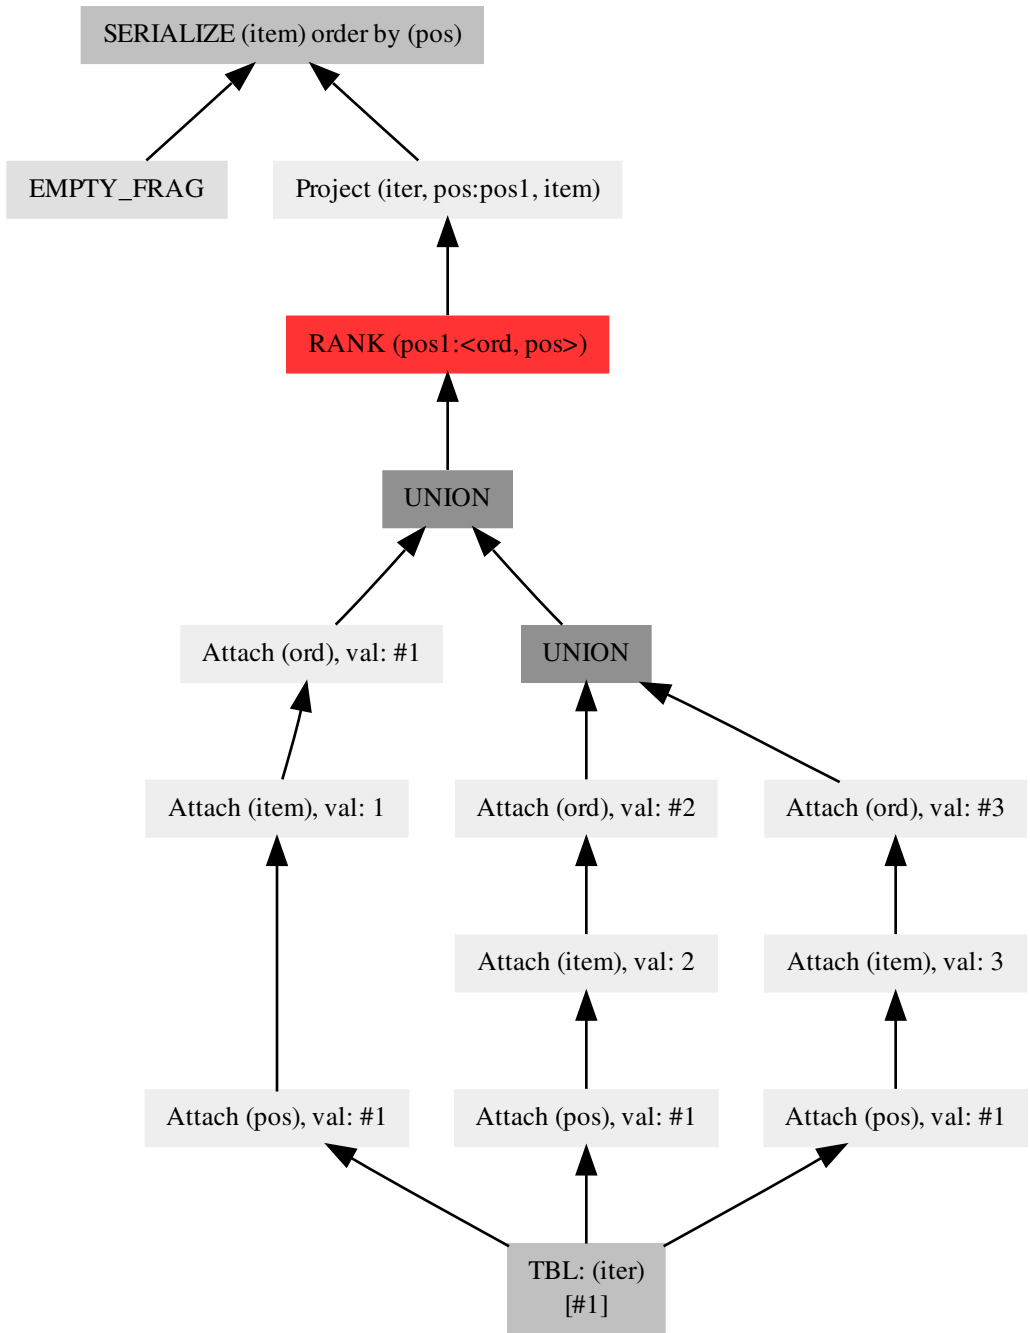 SERIALIZE (item) order by (pos)
EMPTY_FRAG
Project (iter, pos:pos1, item)
RANK (pos1:<ord, pos>)
UNION
Attach (ord), val: #1
UNION
Attach (item), val: 1
Attach (ord), val: #2
Attach (ord), val: #3
Attach (item), val: 2
Attach (item), val: 3
Attach (pos), val: #1
Attach (pos), val: #1
Attach (pos), val: #1
TBL: (iter)
[#1]